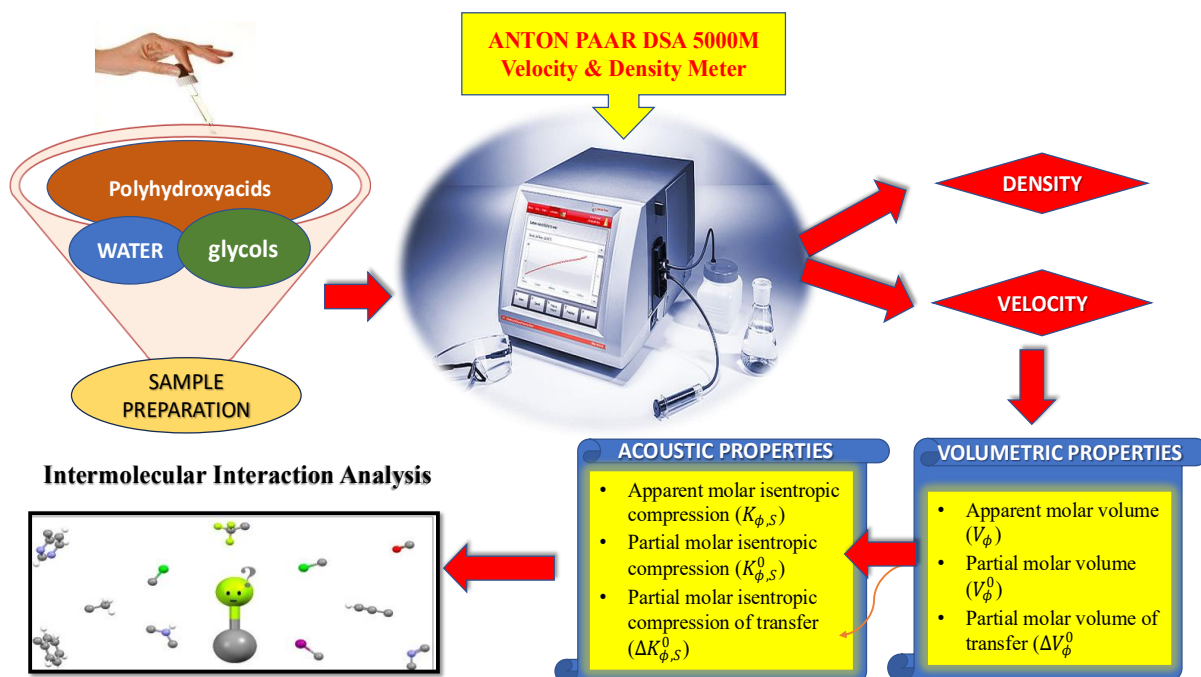 ANTON PAAR DSA 5000M
Velocity & Density Meter
Polyhydroxyacids
WATER
glycols
SAMPLE
PREPARATION
DENSITY
VELOCITY
ACOUSTIC PROPERTIES
• Apparent molar isentropic
compression (K_{ϕ,S})
• Partial molar isentropic
compression (K^0_{ϕ,S})
• Partial molar isentropic
compression of transfer
(ΔK^0_{ϕ,S})
VOLUMETRIC PROPERTIES
• Apparent molar volume
(V_ϕ)
• Partial molar volume
(V^0_ϕ)
• Partial molar volume of
transfer (ΔV^0_ϕ)
Intermolecular Interaction Analysis
?